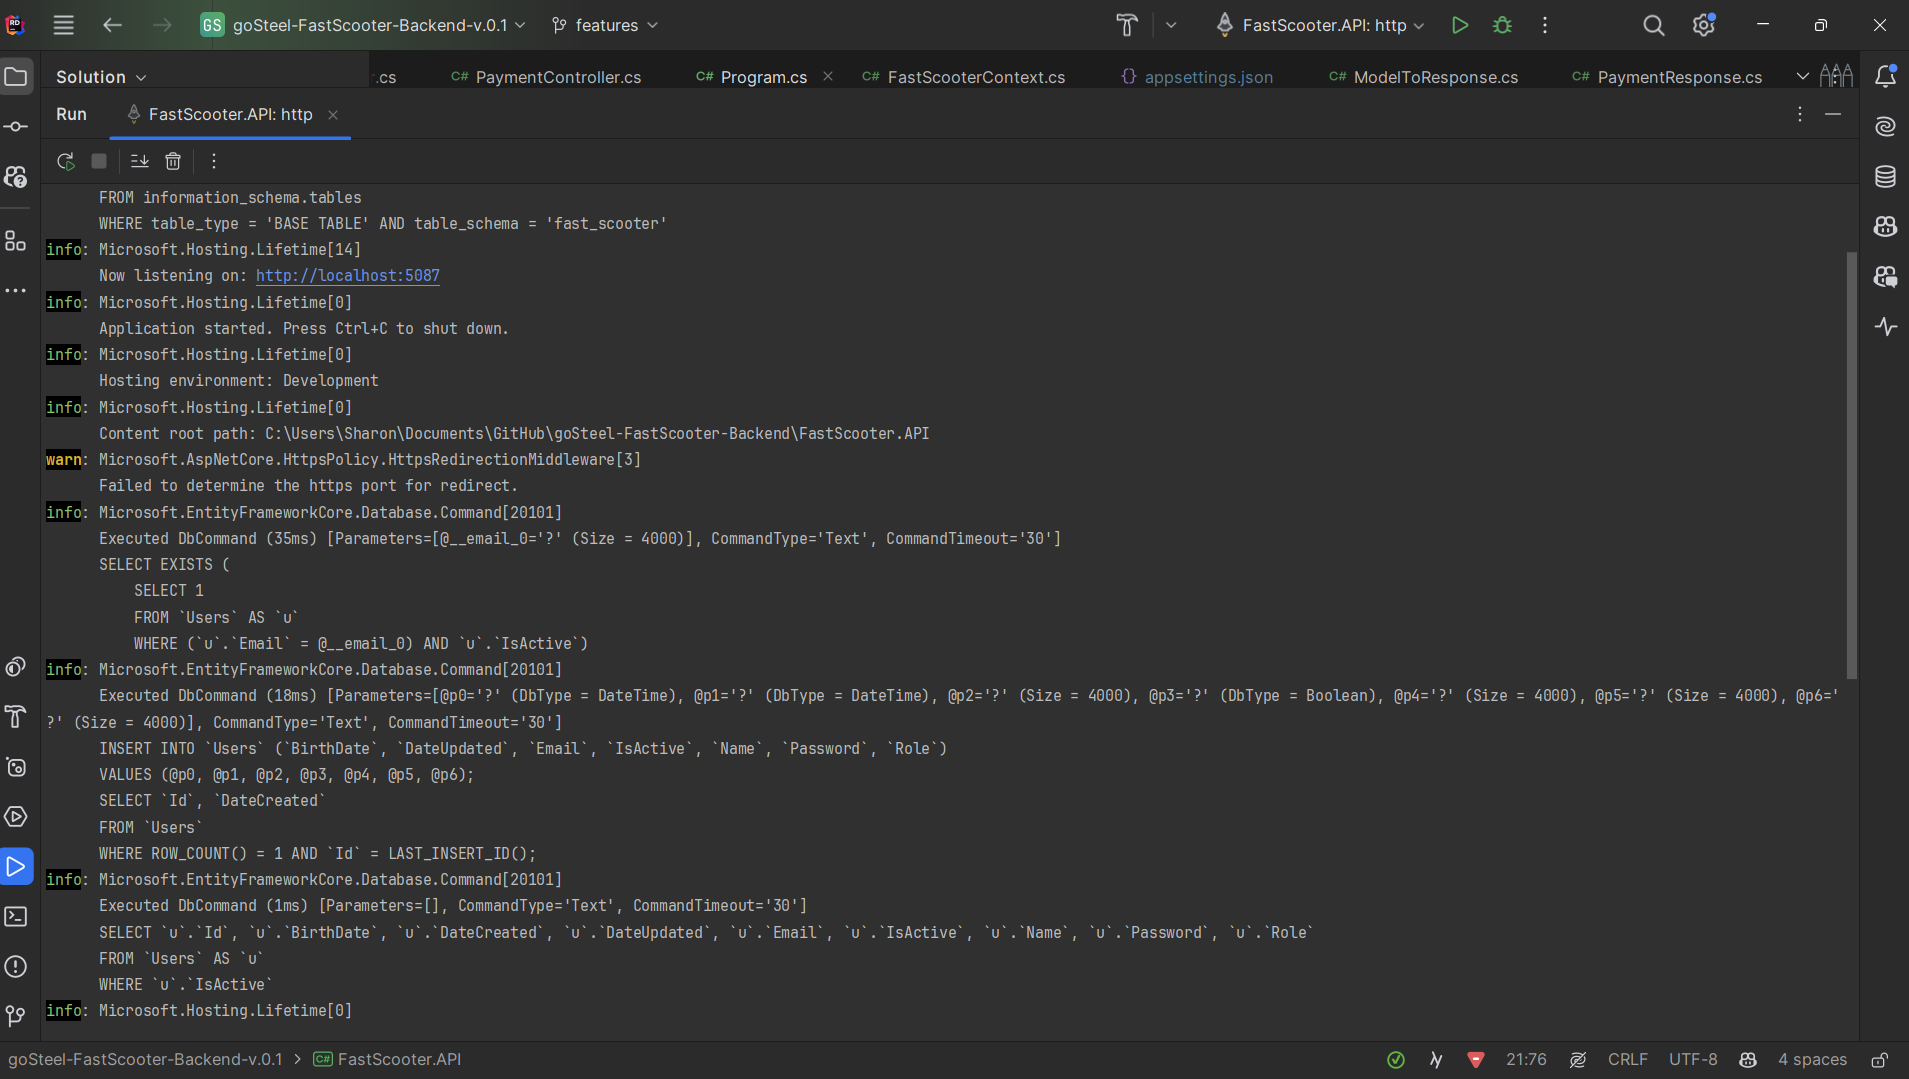 GS goSteel-FastScooter-Backend-v.0.1 features FastScooter.API: http
Solution .cs C# PaymentController.cs C# Program.cs C# FastScooterContext.cs {} appsettings.json C# ModelToResponse.cs C# PaymentResponse.cs
Run FastScooter.API: http
FROM information_schema.tables
WHERE table_type = 'BASE TABLE' AND table_schema = 'fast_scooter'
info: Microsoft.Hosting.Lifetime[14]
Now listening on: http://localhost:5087
info: Microsoft.Hosting.Lifetime[0]
Application started. Press Ctrl+C to shut down.
info: Microsoft.Hosting.Lifetime[0]
Hosting environment: Development
info: Microsoft.Hosting.Lifetime[0]
Content root path: C:\Users\Sharon\Documents\GitHub\goSteel-FastScooter-Backend\FastScooter.API
warn: Microsoft.AspNetCore.HttpsPolicy.HttpsRedirectionMiddleware[3]
Failed to determine the https port for redirect.
info: Microsoft.EntityFrameworkCore.Database.Command[20101]
Executed DbCommand (35ms) [Parameters=[@__email_0='?' (Size = 4000)], CommandType='Text', CommandTimeout='30']
SELECT EXISTS (
SELECT 1
FROM `Users` AS `u`
WHERE (`u`.`Email` = @__email_0) AND `u`.`IsActive`)
info: Microsoft.EntityFrameworkCore.Database.Command[20101]
Executed DbCommand (18ms) [Parameters=[@p0='?' (DbType = DateTime), @p1='?' (DbType = DateTime), @p2='?' (Size = 4000), @p3='?' (DbType = Boolean), @p4='?' (Size = 4000), @p5='?' (Size = 4000), @p6='
?' (Size = 4000)], CommandType='Text', CommandTimeout='30']
INSERT INTO `Users` (`BirthDate`, `DateUpdated`, `Email`, `IsActive`, `Name`, `Password`, `Role`)
VALUES (@p0, @p1, @p2, @p3, @p4, @p5, @p6);
SELECT `Id`, `DateCreated`
FROM `Users`
WHERE ROW_COUNT() = 1 AND `Id` = LAST_INSERT_ID();
info: Microsoft.EntityFrameworkCore.Database.Command[20101]
Executed DbCommand (1ms) [Parameters=[], CommandType='Text', CommandTimeout='30']
SELECT `u`.`Id`, `u`.`BirthDate`, `u`.`DateCreated`, `u`.`DateUpdated`, `u`.`Email`, `u`.`IsActive`, `u`.`Name`, `u`.`Password`, `u`.`Role`
FROM `Users` AS `u`
WHERE `u`.`IsActive`
info: Microsoft.Hosting.Lifetime[0]
goSteel-FastScooter-Backend-v.0.1 > C# FastScooter.API 21:76 CRLF UTF-8 4 spaces